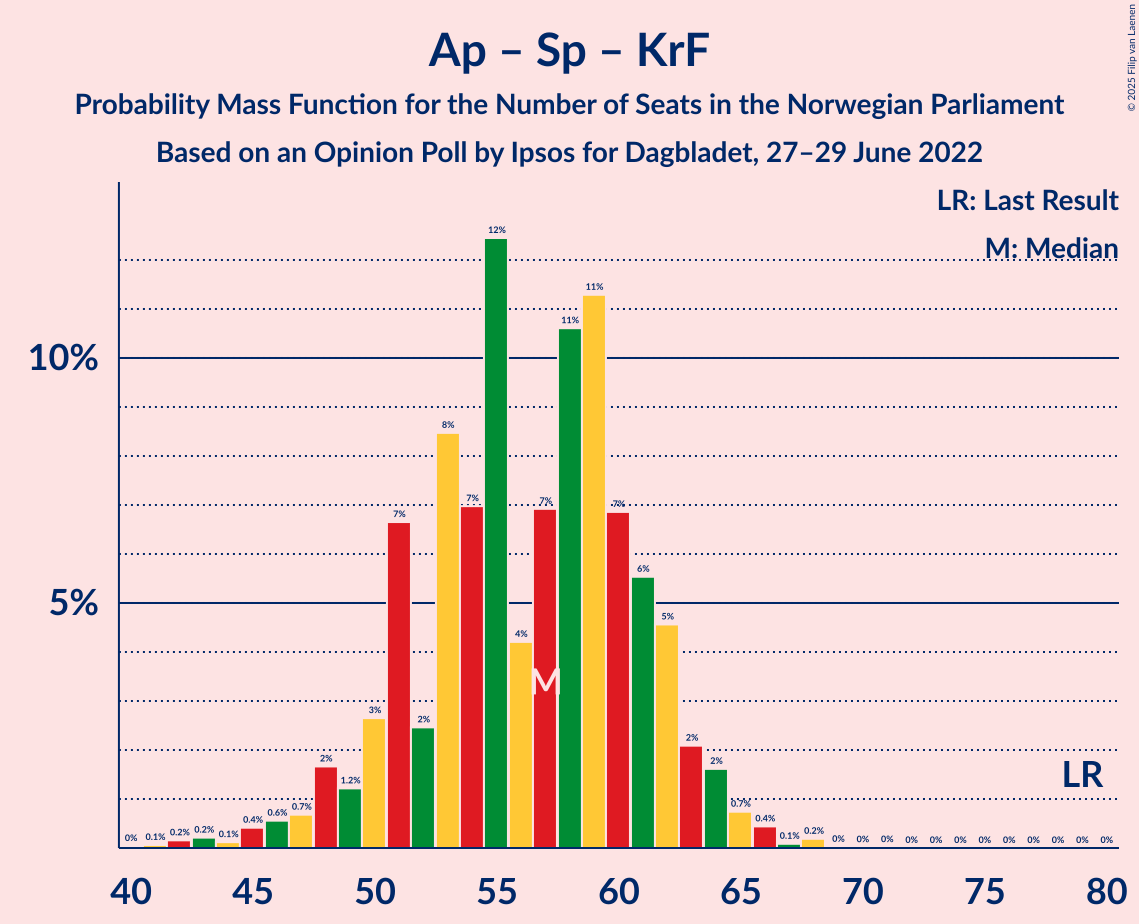 © 2025 Filip van Laenen
Ap – Sp – KrF
Probability Mass Function for the Number of Seats in the Norwegian Parliament
Based on an Opinion Poll by Ipsos for Dagbladet, 27–29 June 2022
LR: Last Result
M: Median
10%
5%
0% 0.1% 0.2% 0.2% 0.1% 0.4% 0.6% 0.7% 2% 1.2% 3% 7% 2% 8% 7% 12% 4% 7% 11% 11% 7% 6% 5% 2% 2% 0.7% 0.4% 0.1% 0.2% 0% 0% 0% 0% 0% 0% 0% 0% 0% 0% 0% 0%
M
LR
40 45 50 55 60 65 70 75 80